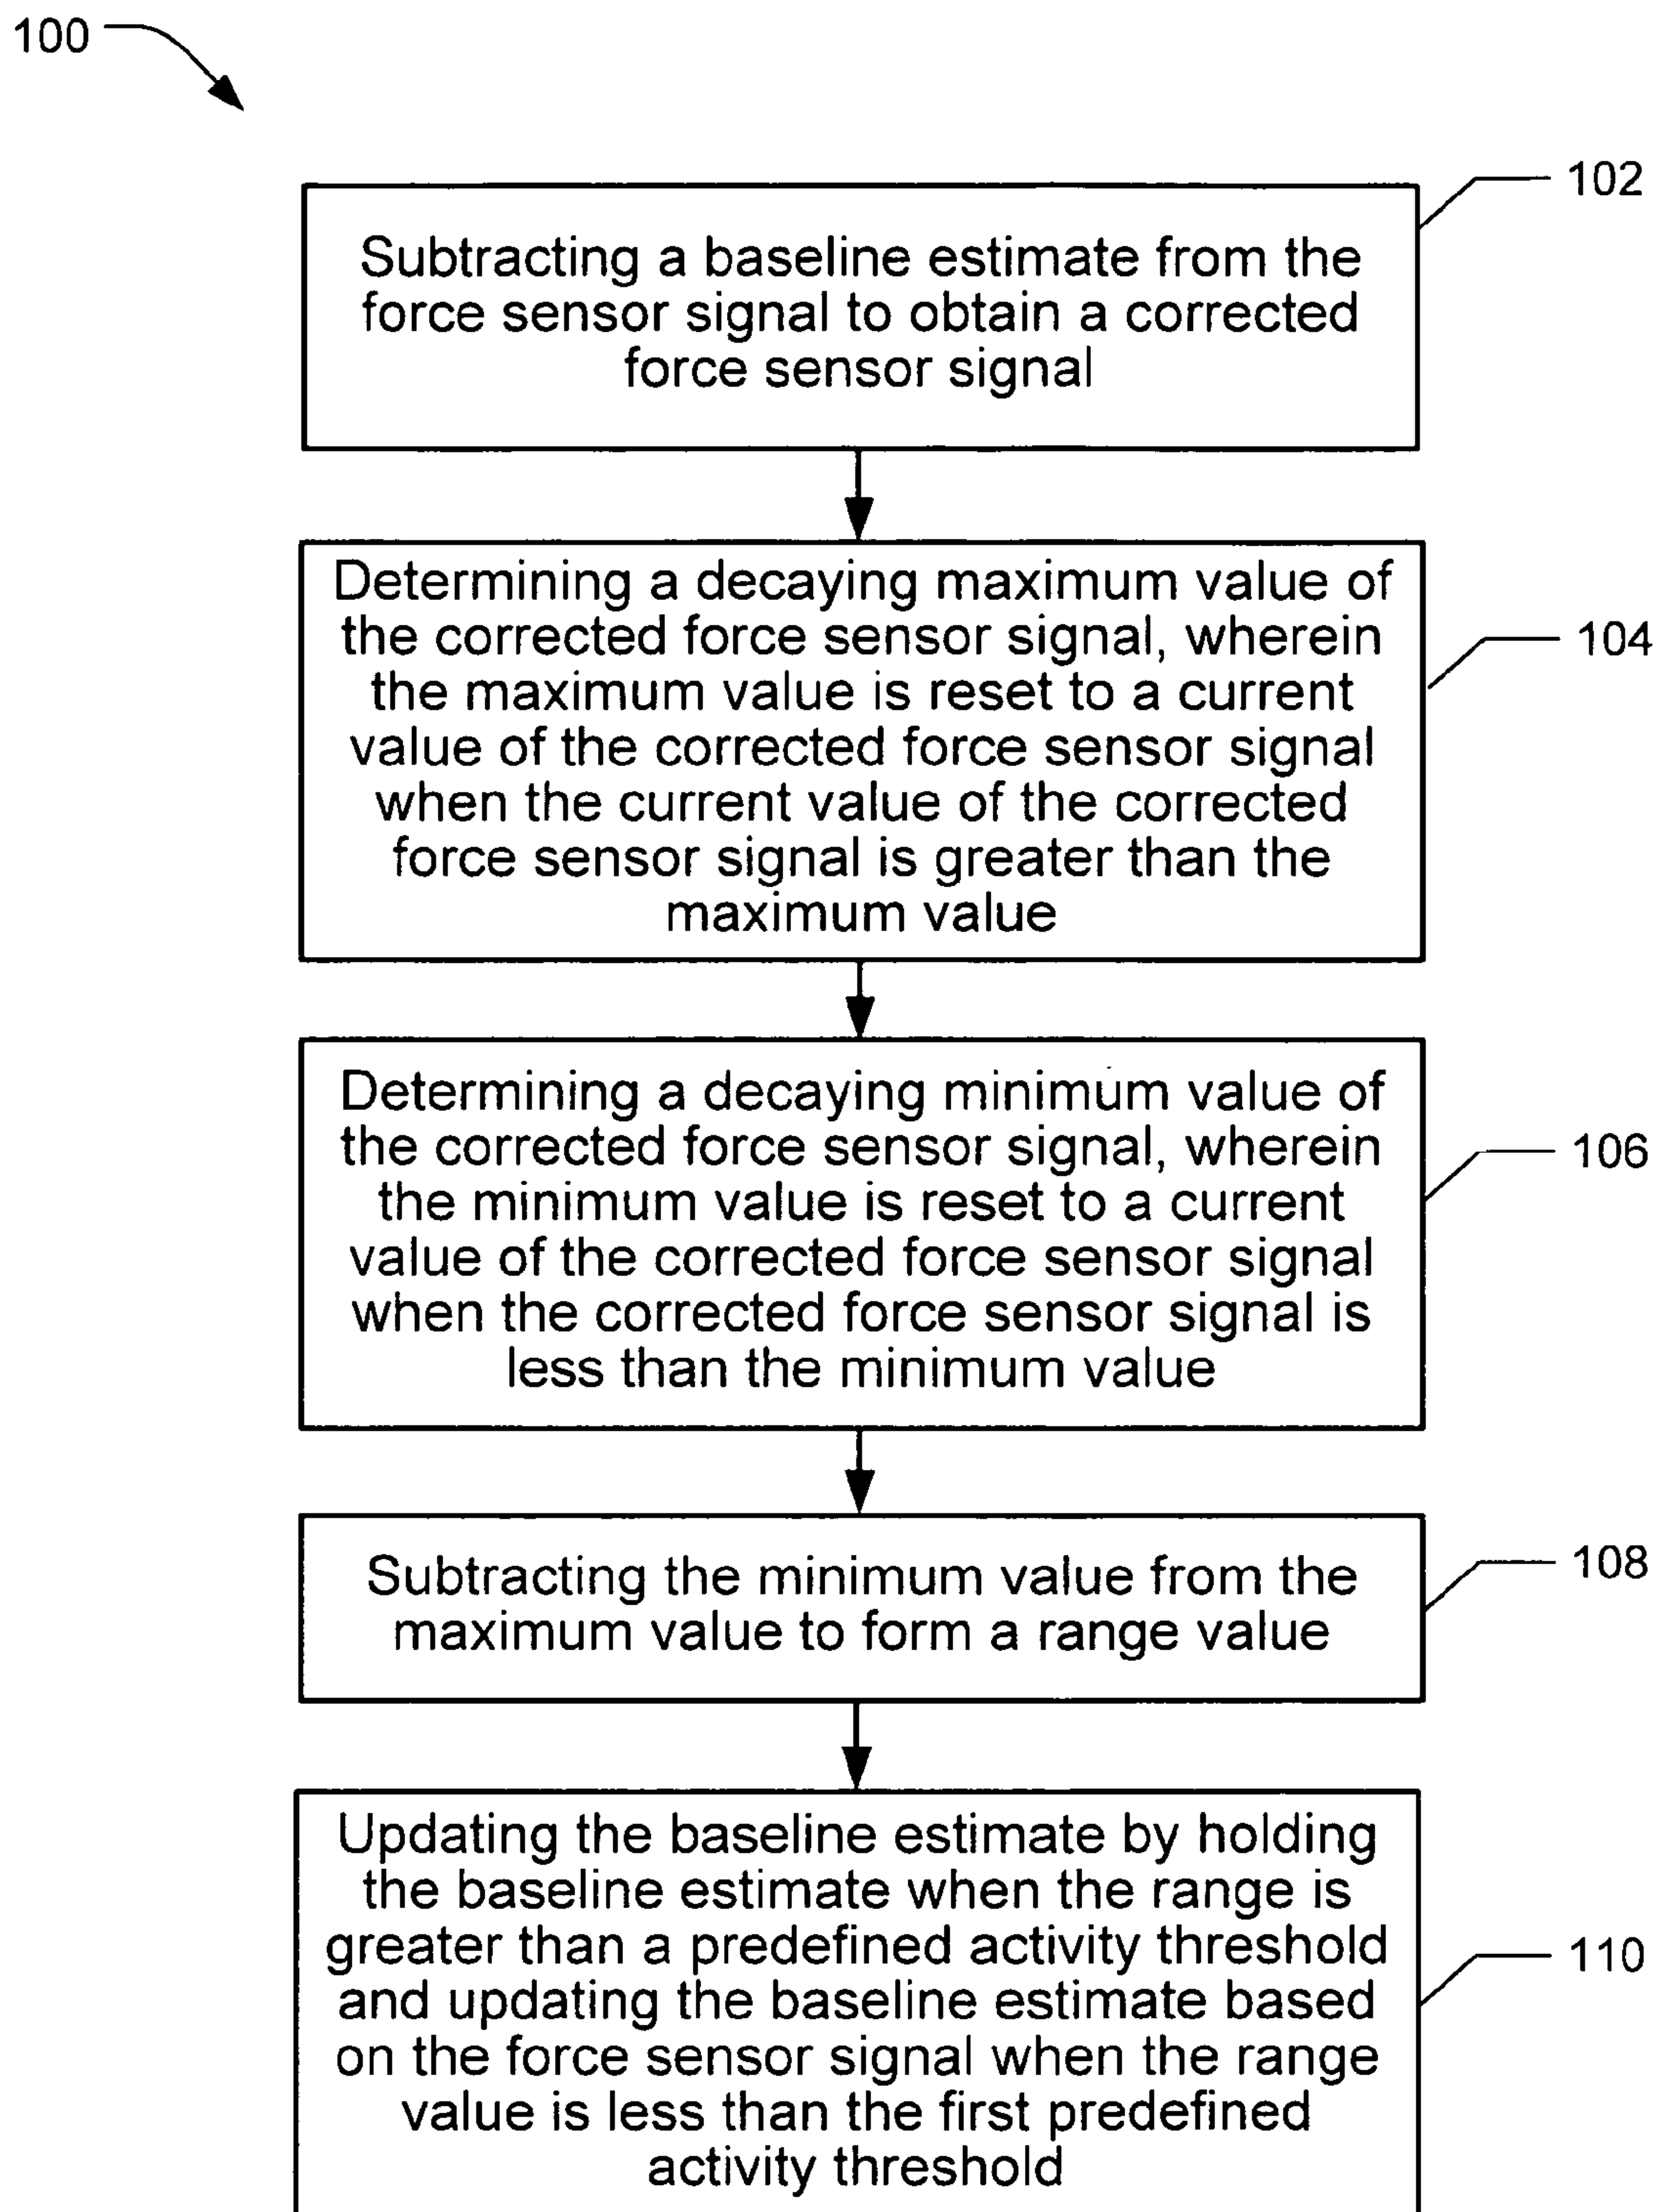 100
102
Subtracting a baseline estimate from the
force sensor signal to obtain a corrected
force sensor signal
Determining a decaying maximum value of
the corrected force sensor signal, wherein
the maximum value is reset to a current
value of the corrected force sensor signal
when the current value of the corrected
force sensor signal is greater than the
maximum value
104
Determining a decaying minimum value of
the corrected force sensor signal, wherein
the minimum value is reset to a current
value of the corrected force sensor signal
when the corrected force sensor signal is
less than the minimum value
106
Subtracting the minimum value from the
maximum value to form a range value
108
Updating the baseline estimate by holding
the baseline estimate when the range is
greater than a predefined activity threshold
and updating the baseline estimate based
on the force sensor signal when the range
value is less than the first predefined
activity threshold
110